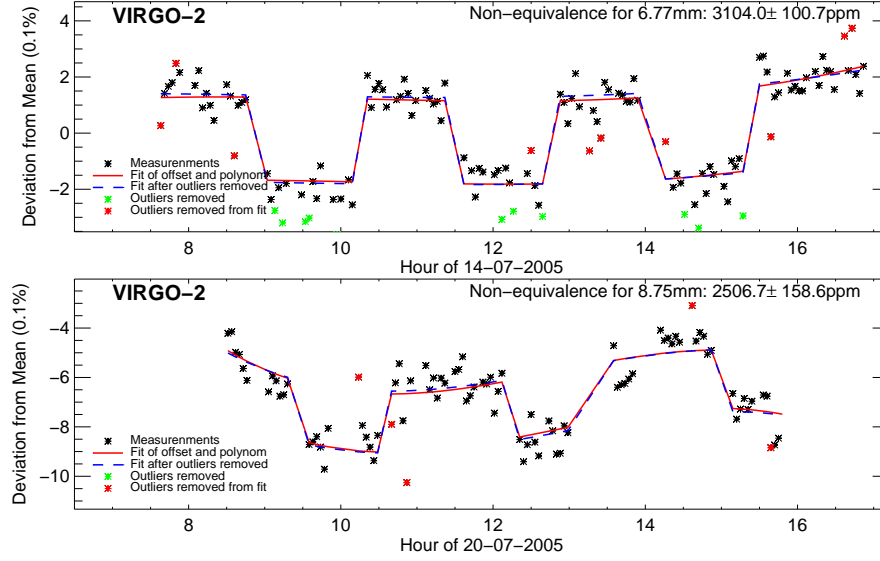 VIRGO−2
Non−equivalence for 6.77mm: 3104.0± 100.7ppm
Deviation from Mean (0.1%)
4
2
0
−2
Measurenments
Fit of offset and polynom
Fit after outliers removed
Outliers removed
Outliers removed from fit
8 10 12 14 16
Hour of 14−07−2005
VIRGO−2
Non−equivalence for 8.75mm: 2506.7± 158.6ppm
Deviation from Mean (0.1%)
−4
−6
−8
−10
Measurenments
Fit of offset and polynom
Fit after outliers removed
Outliers removed
Outliers removed from fit
8 10 12 14 16
Hour of 20−07−2005